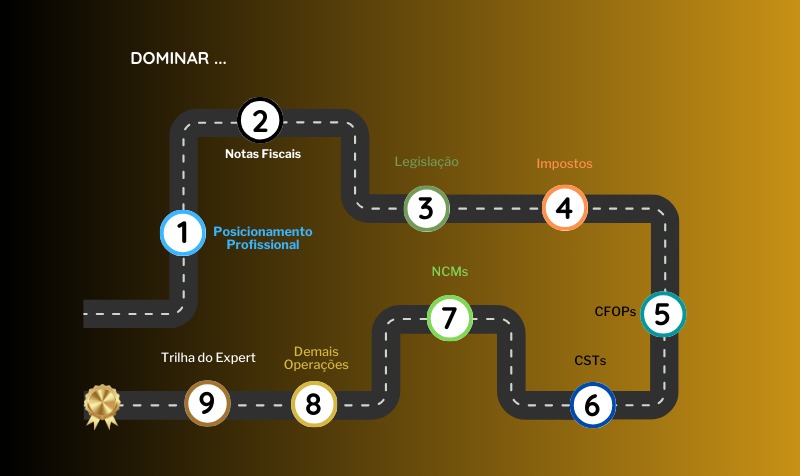 DOMINAR ...
1
Posicionamento
Profissional
2
Notas Fiscais
3
Legislação
4
Impostos
5
CFOPs
6
CSTs
7
NCMs
8
Demais
Operações
9
Trilha do Expert